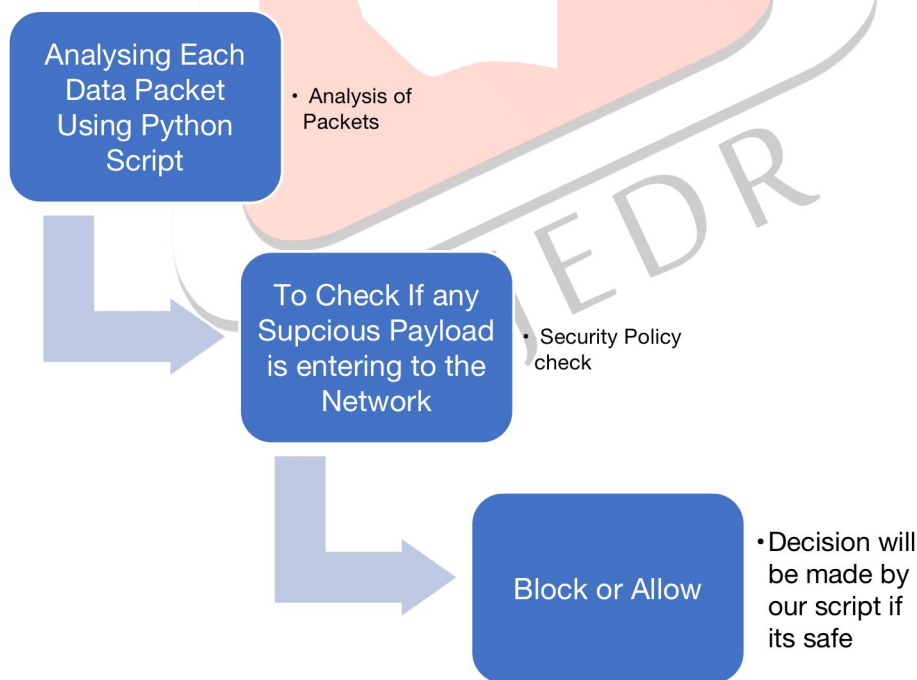 Analysing Each
Data Packet
Using Python
Script
• Analysis of
Packets
To Check If any
Supcious Payload
is entering to the
Network
• Security Policy
check
Block or Allow
• Decision will
be made by
our script if
its safe